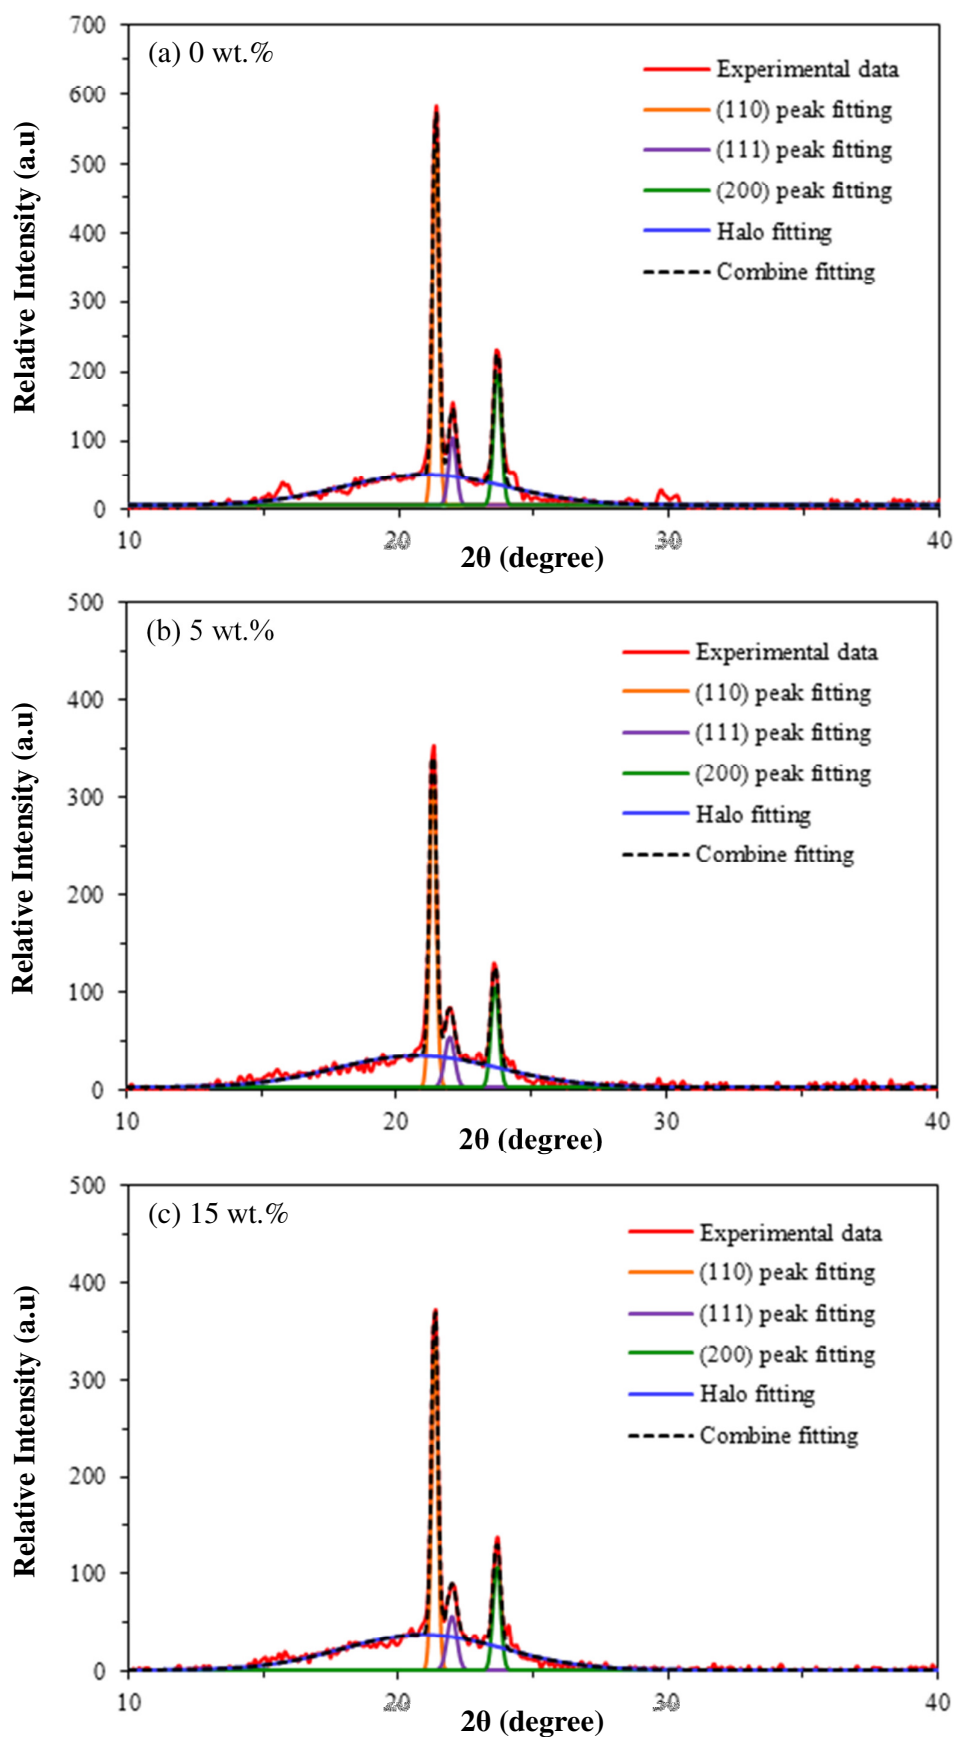 700
(a) 0 wt.%
Experimental data
600
(110) peak fitting
(111) peak fitting
500
(200) peak fitting
Halo fitting
400
Combine fitting
300
200
100
0
Relative Intensity (a.u)
10
20
30
40
2θ (degree)
500
(b) 5 wt.%
Experimental data
400
(110) peak fitting
(111) peak fitting
(200) peak fitting
300
Halo fitting
Combine fitting
200
100
0
Relative Intensity (a.u)
10
20
30
40
2θ (degree)
500
(c) 15 wt.%
Experimental data
400
(110) peak fitting
(111) peak fitting
(200) peak fitting
300
Halo fitting
Combine fitting
200
100
0
Relative Intensity (a.u)
10
20
30
40
2θ (degree)